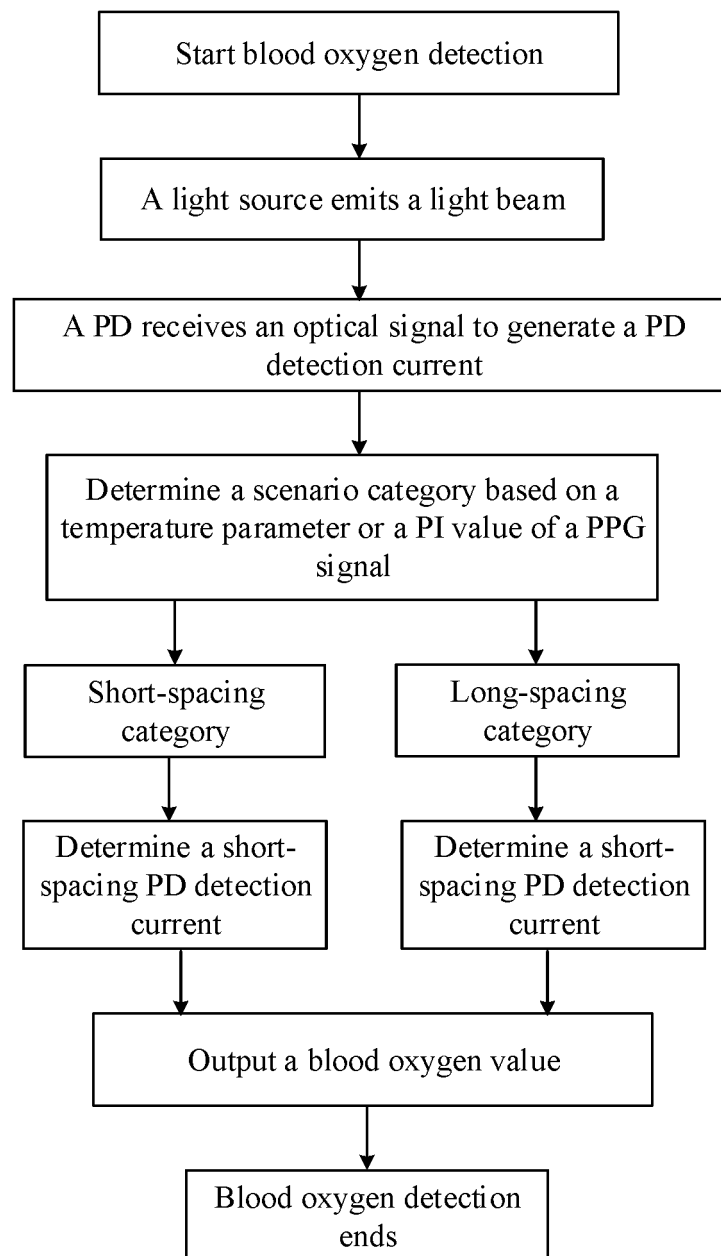 Start blood oxygen detection
A light source emits a light beam
A PD receives an optical signal to generate a PD
detection current
Determine a scenario category based on a
temperature parameter or a PI value of a PPG
signal
Short-spacing
category
Long-spacing
category
Determine a short-
spacing PD detection
current
Determine a short-
spacing PD detection
current
Output a blood oxygen value
Blood oxygen detection
ends